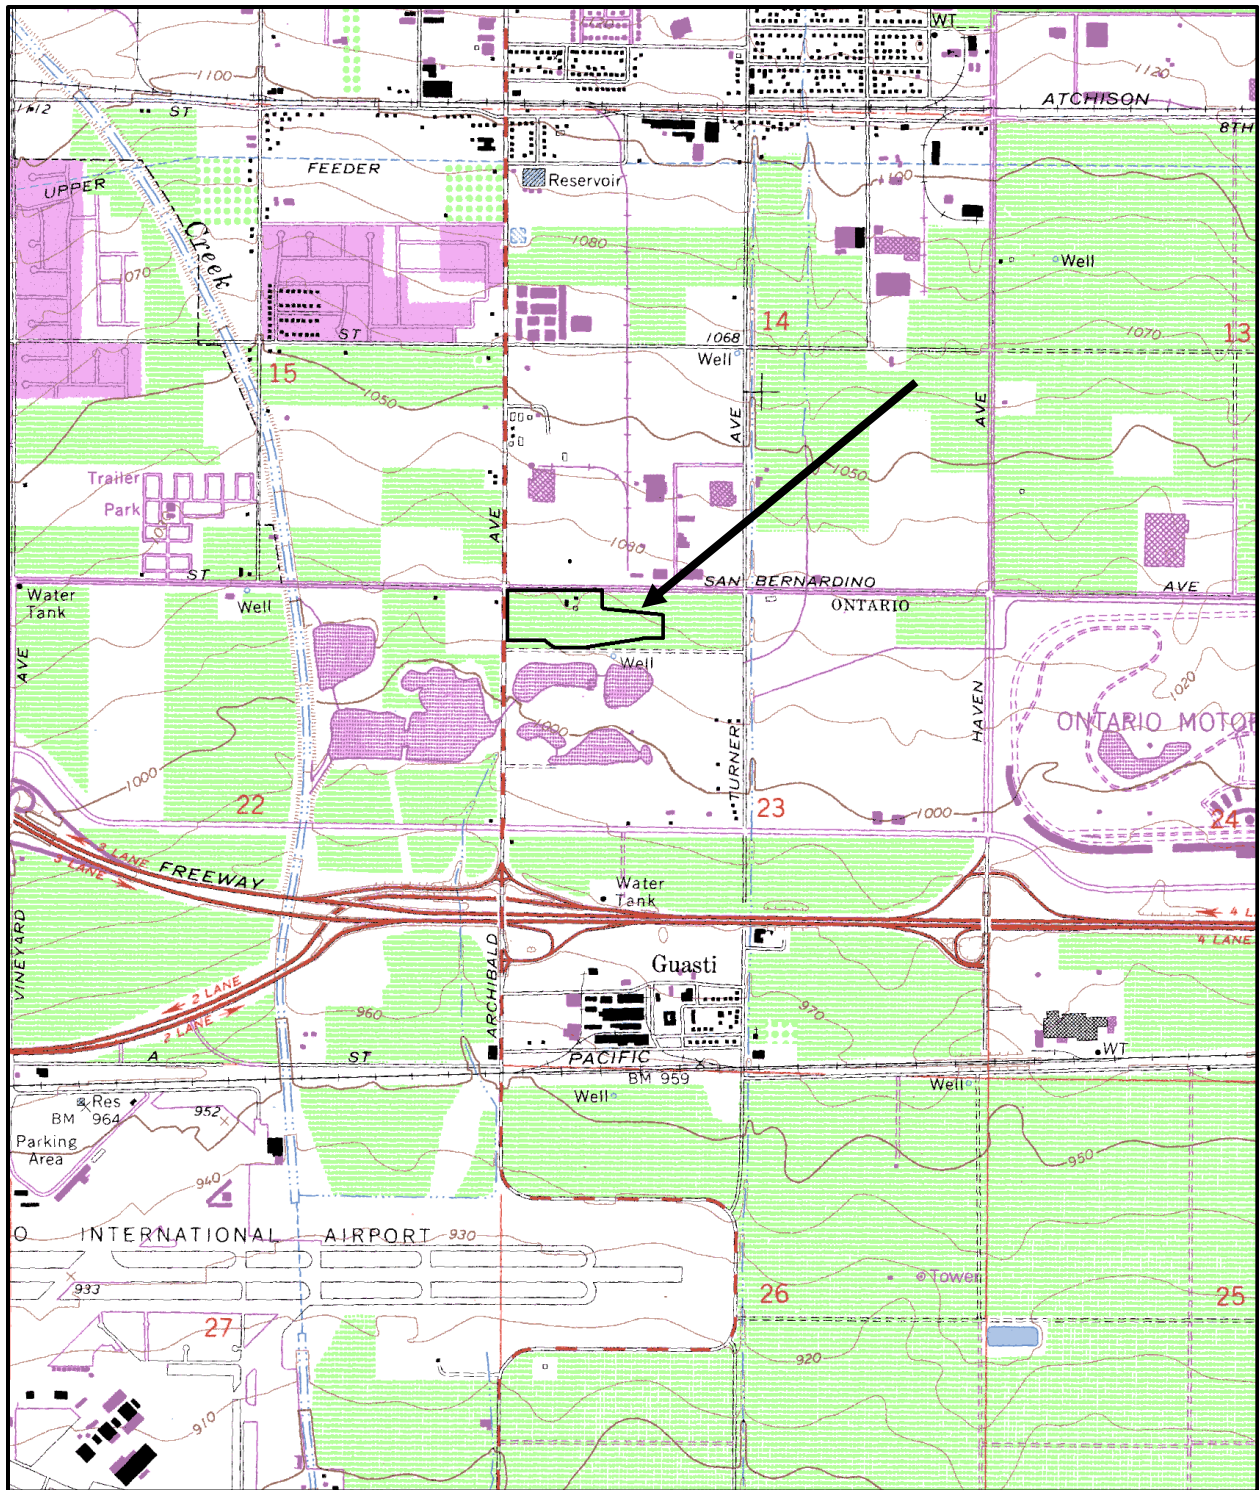 WT
1100
1120
1112
ST
ATCHISON
8TH
UPPER
FEEDER
Reservoir
1100
Creek
1080
1070
Well
14
1070
13
ST
1068
Well
15
1050
AVE
AVE
1050
Trailer
Park
AVE
ST
SAN BERNARDINO
AVE
Water
Tank
Well
ONTARIO
AVE
Well
1020
HAVEN
ONTARIO MOTOR
1000
1000
TURNER
22
23
1000
24
2 LANE
3 LANE
FREEWAY
Water
Tank
4 L
4 LANE
VINEYARD
ARCHIBALD
Guasti
2 LANE
2 LANE
960
970
A
ST
PACIFIC
WT
BM 959
Well
Well
Res
BM 964
952
Parking
Area
950
940
O INTERNATIONAL AIRPORT
930
933
Tower
26
25
27
920
910